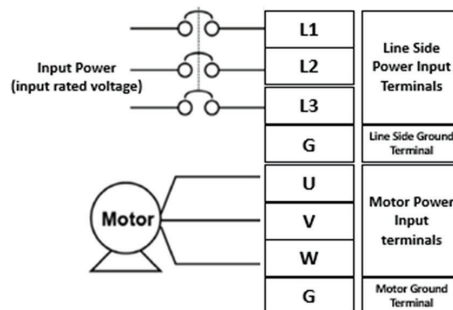 L1
L2
L3
G
U
V
W
G
Input Power
(input rated voltage)
Motor
Line Side
Power Input
Terminals
Line Side Ground
Terminal
Motor Power
Input
terminals
Motor Ground
Terminal